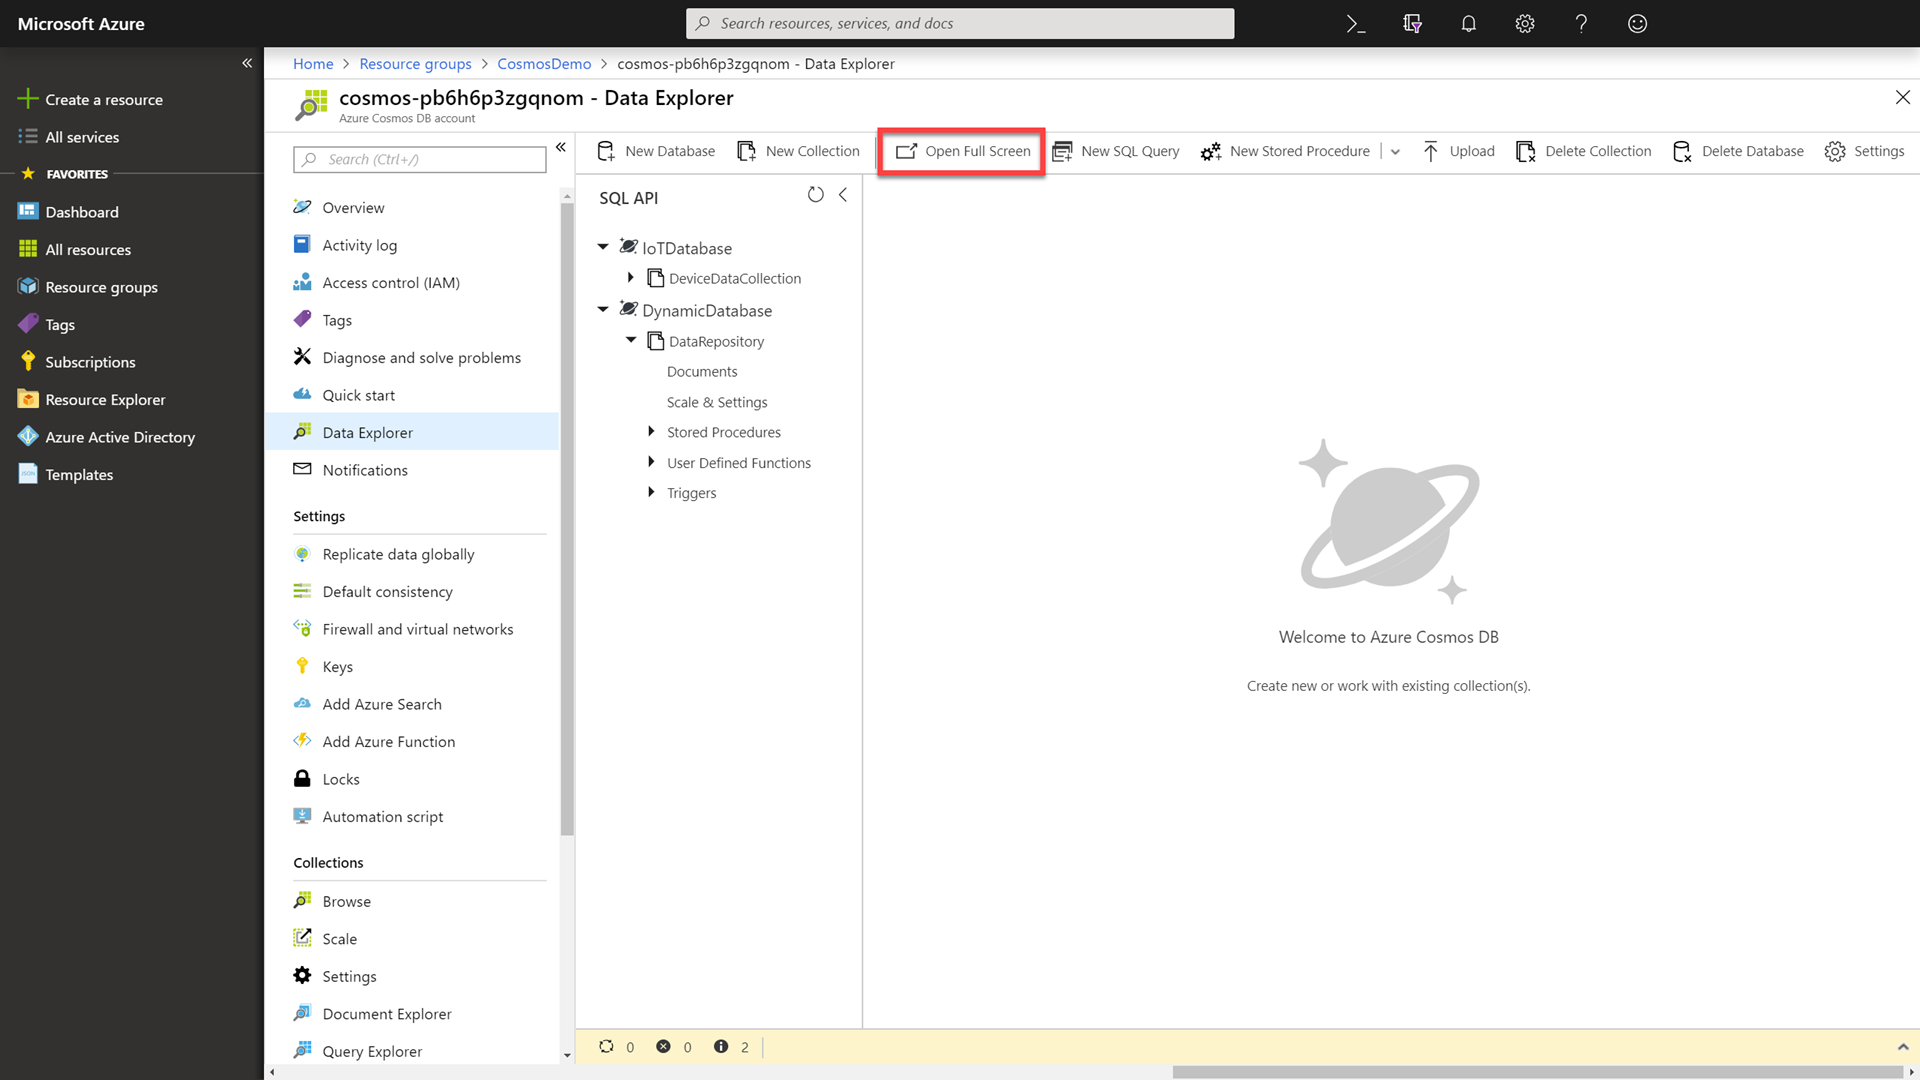 Microsoft Azure
Search resources, services, and docs
Create a resource
All services
FAVORITES
Dashboard
All resources
Resource groups
Tags
Subscriptions
Resource Explorer
Azure Active Directory
Templates
Home > Resource groups > CosmosDemo > cosmos-pb6h6p3zgqnom - Data Explorer
cosmos-pb6h6p3zgqnom - Data Explorer
Azure Cosmos DB account
Search (Ctrl+/)
Overview
Activity log
Access control (IAM)
Tags
Diagnose and solve problems
Quick start
Data Explorer
Notifications
Settings
Replicate data globally
Default consistency
Firewall and virtual networks
Keys
Add Azure Search
Add Azure Function
Locks
Automation script
Collections
Browse
Scale
Settings
Document Explorer
Query Explorer
New Database New Collection Open Full Screen New SQL Query New Stored Procedure Upload Delete Collection Delete Database Settings
SQL API
IoTDatabase
DeviceDataCollection
DynamicDatabase
DataRepository
Documents
Scale & Settings
Stored Procedures
User Defined Functions
Triggers
Welcome to Azure Cosmos DB
Create new or work with existing collection(s).
0 0 2